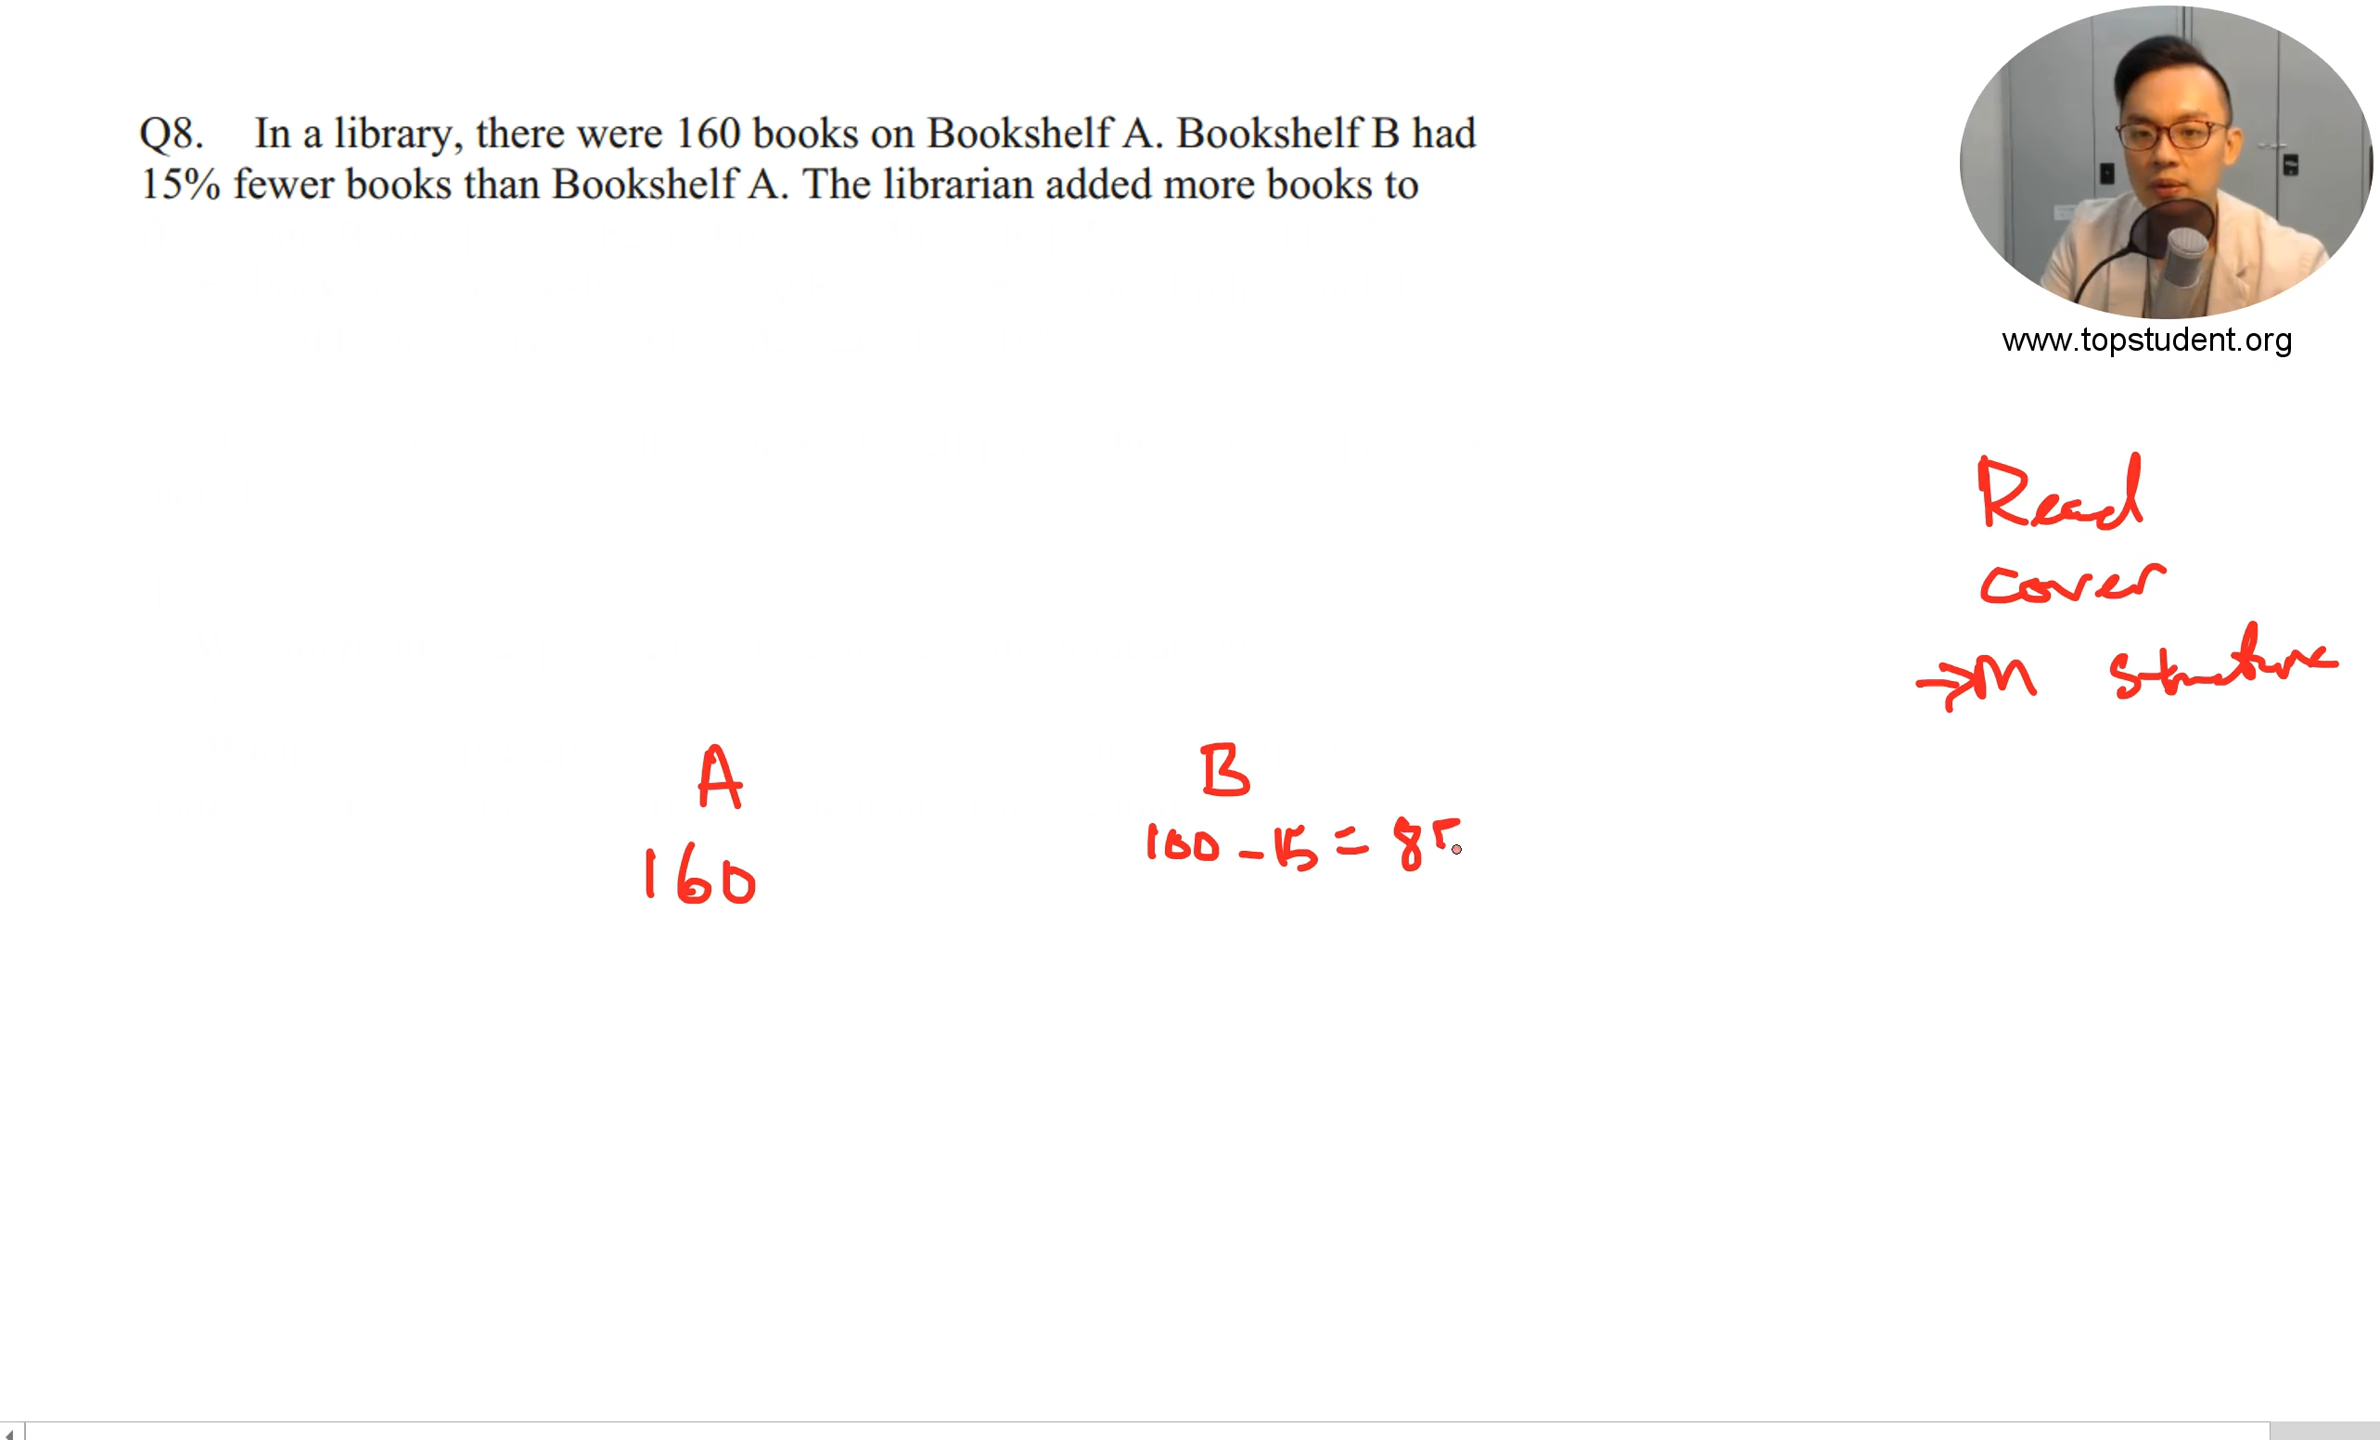 Q8. In a library, there were 160 books on Bookshelf A. Bookshelf B had
15% fewer books than Bookshelf A. The librarian added more books to
www.topstudent.org
Read
cover
⇒ M structure
A B
160
100 - 15 = 85